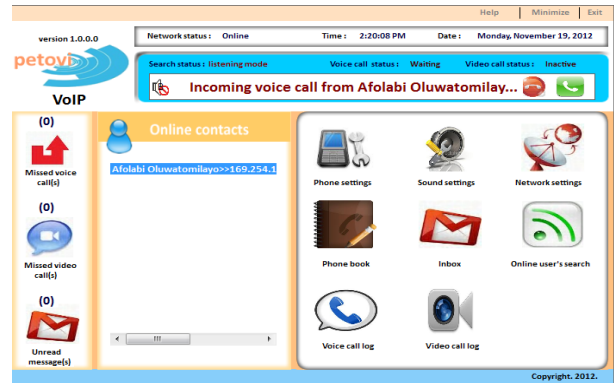 Help | Minimize | Exit
version 1.0.0.0
Network status : Online Time : 2:20:08 PM Date : Monday, November 19, 2012
petovi
VoIP
Search status : listening mode Voice call status : Waiting Video call status : Inactive
Incoming voice call from Afolabi Oluwatomilay...
(0)
Missed voice
call(s)
(0)
Missed video
call(s)
(0)
Unread
message(s)
Online contacts
Afolabi Oluwatomilayo>>169.254.1
Phone settings
Sound settings
Network settings
Phone book
Inbox
Online user's search
Voice call log
Video call log
Copyright. 2012.